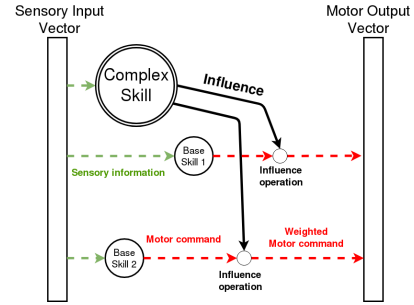 Sensory Input
Vector
Motor Output
Vector
Complex
Skill
Influence
Base
Skill 1
Sensory information
Influence
operation
Base
Skill 2
Motor command
Weighted
Motor command
Influence
operation